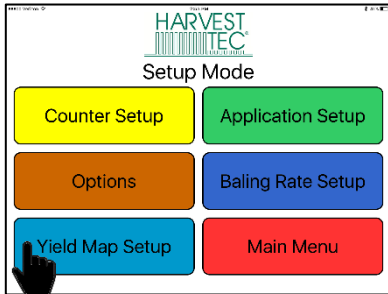 HARVEST
TEC
Setup Mode
Counter Setup
Application Setup
Options
Baling Rate Setup
Yield Map Setup
Main Menu